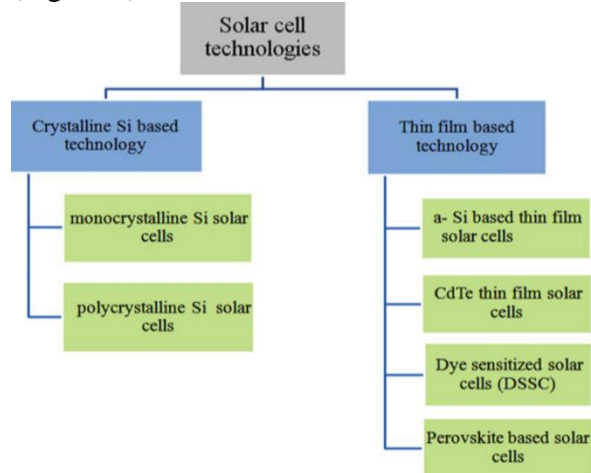 Solar cell
technologies
Crystalline Si based
technology
Thin film based
technology
monocrystalline Si solar
cells
polycrystalline Si solar
cells
a- Si based thin film
solar cells
CdTe thin film solar
cells
Dye sensitized solar
cells (DSSC)
Perovskite based solar
cells